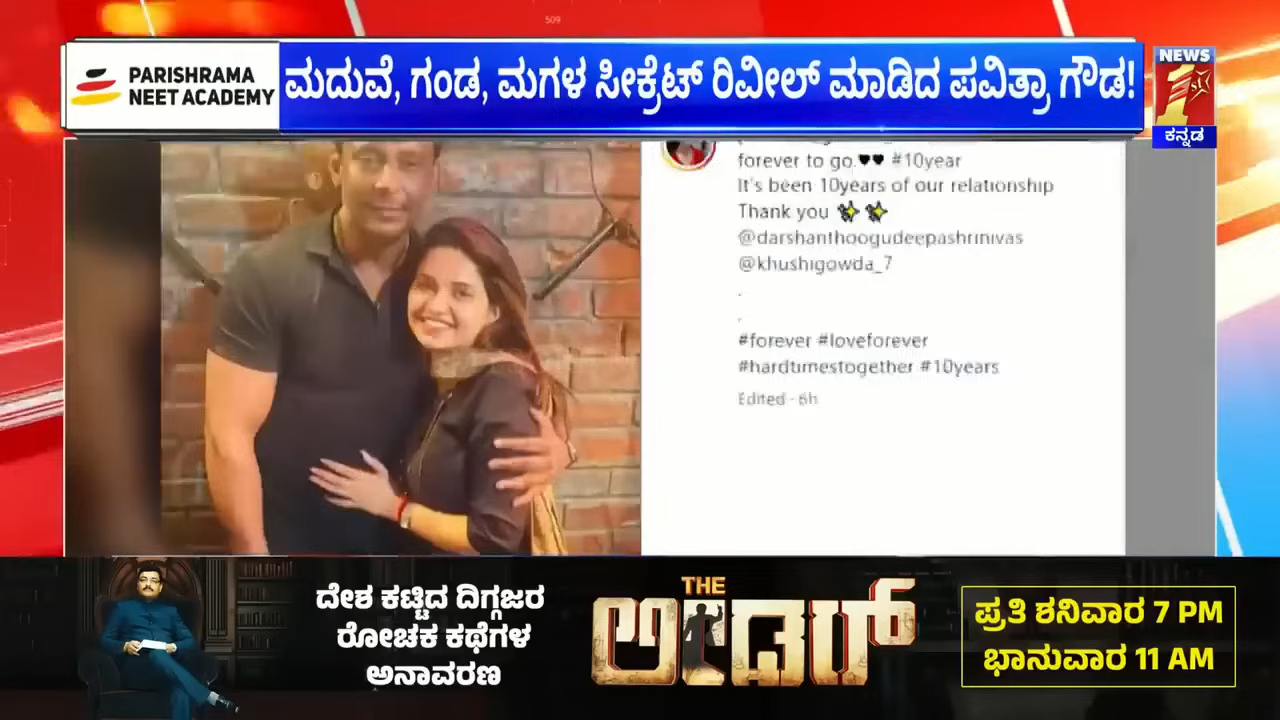 509
PARISHRAMA
NEET ACADEMY
ಮದುವೆ, ಗಂಡ, ಮಗಳ ಸೀಕ್ರೆಟ್ ರಿವೀಲ್ ಮಾಡಿದ ಪವಿತ್ರಾ ಗೌಡ!
NEWS
1st
ಕನ್ನಡ
forever to go.🖤🖤 #10year
It's been 10years of our relationship
Thank you ✨ ✨
@darshanthoogudeepashrinivas
@khushigowda_7
.
.
#forever #loveforever
#hardtimestogether #10years
Edited · 6h
ದೇಶ ಕಟ್ಟಿದ ದಿಗ್ಗಜರ
ರೋಚಕ ಕಥೆಗಳ
ಅನಾವರಣ
THE
ಲೀಡರ್
ಪ್ರತಿ ಶನಿವಾರ 7 PM
ಭಾನುವಾರ 11 AM